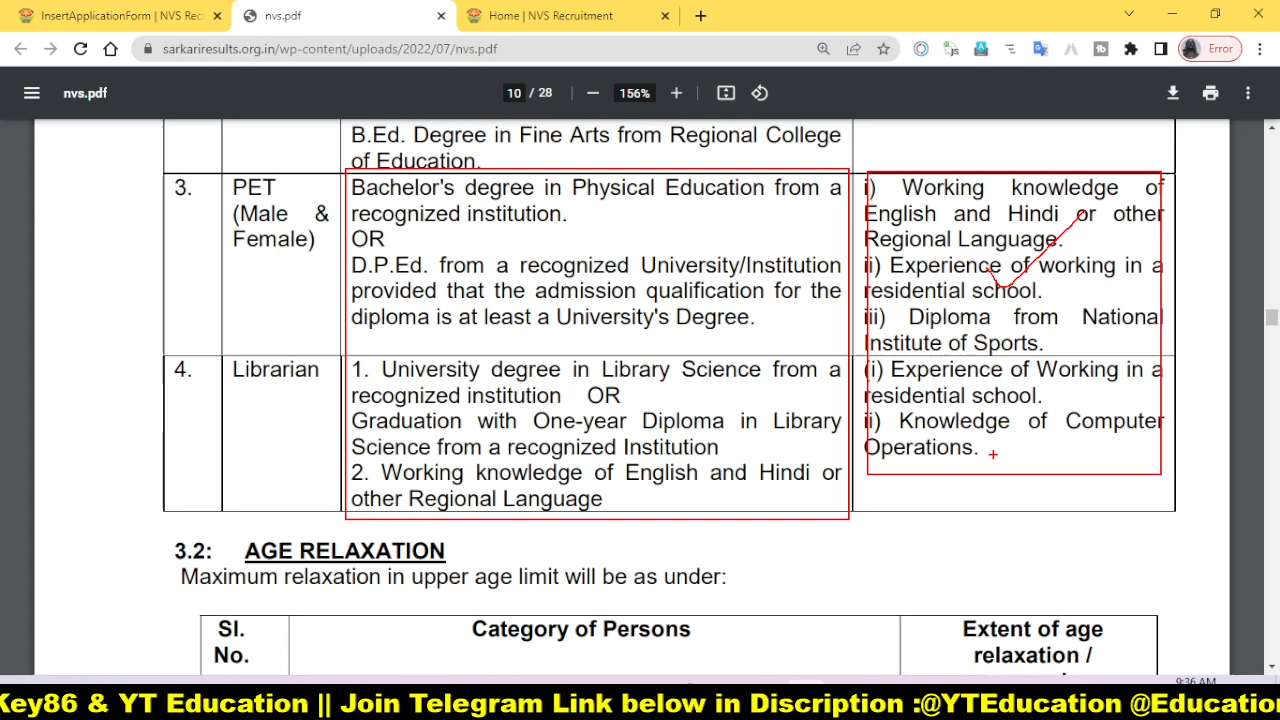 InsertApplicationForm | NVS Rec
nvs.pdf
Home | NVS Recruitment
sarkariresults.org.in/wp-content/uploads/2022/07/nvs.pdf
Error
nvs.pdf
10 / 28
156%
B.Ed. Degree in Fine Arts from Regional College
of Education.
3.
PET
(Male &
Female)
Bachelor's degree in Physical Education from a
recognized institution.
OR
D.P.Ed. from a recognized University/Institution
provided that the admission qualification for the
diploma is at least a University's Degree.
i) Working knowledge of
English and Hindi or other
Regional Language.
ii) Experience of working in a
residential school.
iii) Diploma from National
Institute of Sports.
4.
Librarian
1. University degree in Library Science from a
recognized institution OR
Graduation with One-year Diploma in Library
Science from a recognized Institution
2. Working knowledge of English and Hindi or
other Regional Language
(i) Experience of Working in a
residential school.
ii) Knowledge of Computer
Operations.
3.2: AGE RELAXATION
Maximum relaxation in upper age limit will be as under:
Sl.
No.
Category of Persons
Extent of age
relaxation /
9:36 AM
Key86 & YT Education || Join Telegram Link below in Discription :@YTEducation @Education